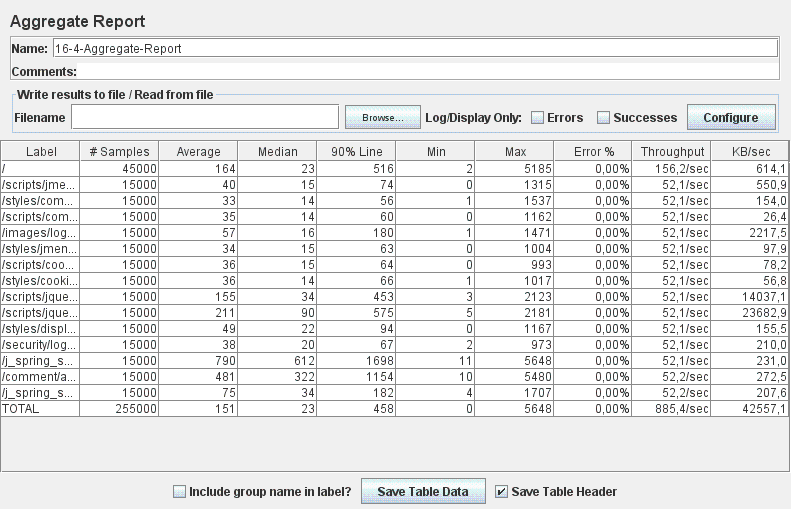 Aggregate Report
Name: 16-4-Aggregate-Report
Comments:
Write results to file / Read from file
Filename Browse... Log/Display Only: Errors Successes Configure
Label # Samples Average Median 90% Line Min Max Error % Throughput KB/sec
/ 45000 164 23 516 2 5185 0,00% 156,2/sec 614,1
/scripts/jme... 15000 40 15 74 0 1315 0,00% 52,1/sec 550,9
/styles/com... 15000 33 14 56 1 1537 0,00% 52,1/sec 154,0
/scripts/com... 15000 35 14 60 0 1162 0,00% 52,1/sec 26,4
/images/log... 15000 57 16 180 1 1471 0,00% 52,1/sec 2217,5
/styles/jmen... 15000 34 15 63 0 1004 0,00% 52,1/sec 97,9
/scripts/coo... 15000 36 15 64 0 993 0,00% 52,1/sec 78,2
/styles/cooki... 15000 36 14 66 1 1017 0,00% 52,1/sec 56,8
/scripts/jque... 15000 155 34 453 3 2123 0,00% 52,1/sec 14037,1
/scripts/jque... 15000 211 90 575 5 2181 0,00% 52,1/sec 23682,9
/styles/displ... 15000 49 22 94 0 1167 0,00% 52,1/sec 155,5
/security/log... 15000 38 20 67 2 973 0,00% 52,1/sec 210,0
/j_spring_s... 15000 790 612 1698 11 5648 0,00% 52,1/sec 231,0
/comment/a... 15000 481 322 1154 10 5480 0,00% 52,2/sec 272,5
/j_spring_s... 15000 75 34 182 4 1707 0,00% 52,2/sec 207,6
TOTAL 255000 151 23 458 0 5648 0,00% 885,4/sec 42557,1
Include group name in label? Save Table Data Save Table Header